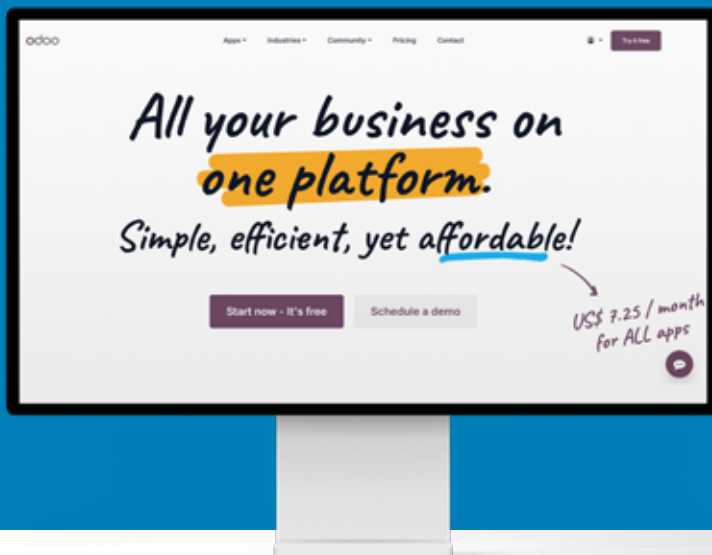 odoo
Apps Industries Community Pricing Contact
Try it free
All your business on
one platform.
Simple, efficient, yet affordable!
US$ 7.25 / month
for ALL apps
Start now - It's free
Schedule a demo